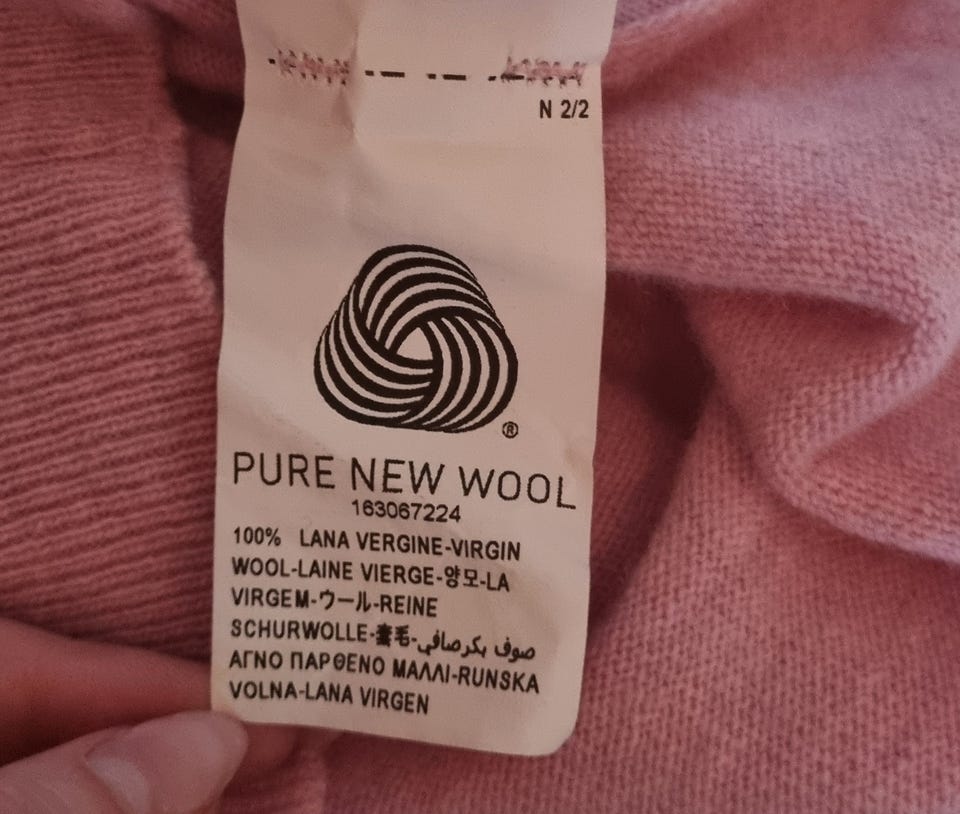 N 2/2
®
PURE NEW WOOL
163067224
100% LANA VERGINE-VIRGIN
WOOL-LAINE VIERGE-양모-LA
VIRGEM-ウール-REINE
SCHURWOLLE-羊毛-صوف بكر صافي
ΑΓΝΟ ΠΑΡΘΕΝΟ ΜΑΛΛΙ-RUNSKA
VOLNA-LANA VIRGEN